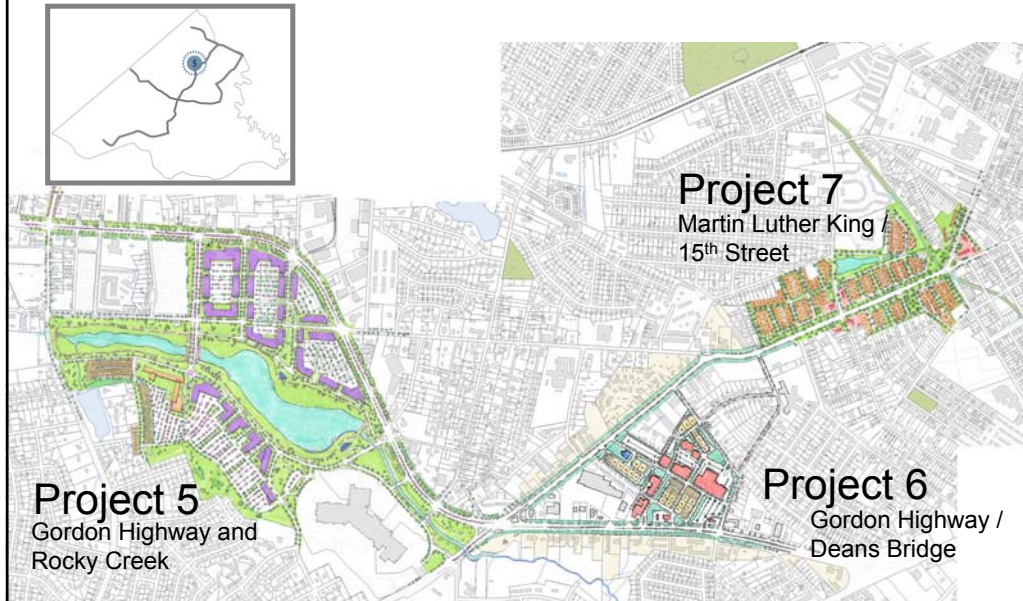 5
Project 7
Martin Luther King /
15th Street
Project 5
Gordon Highway and
Rocky Creek
Project 6
Gordon Highway /
Deans Bridge